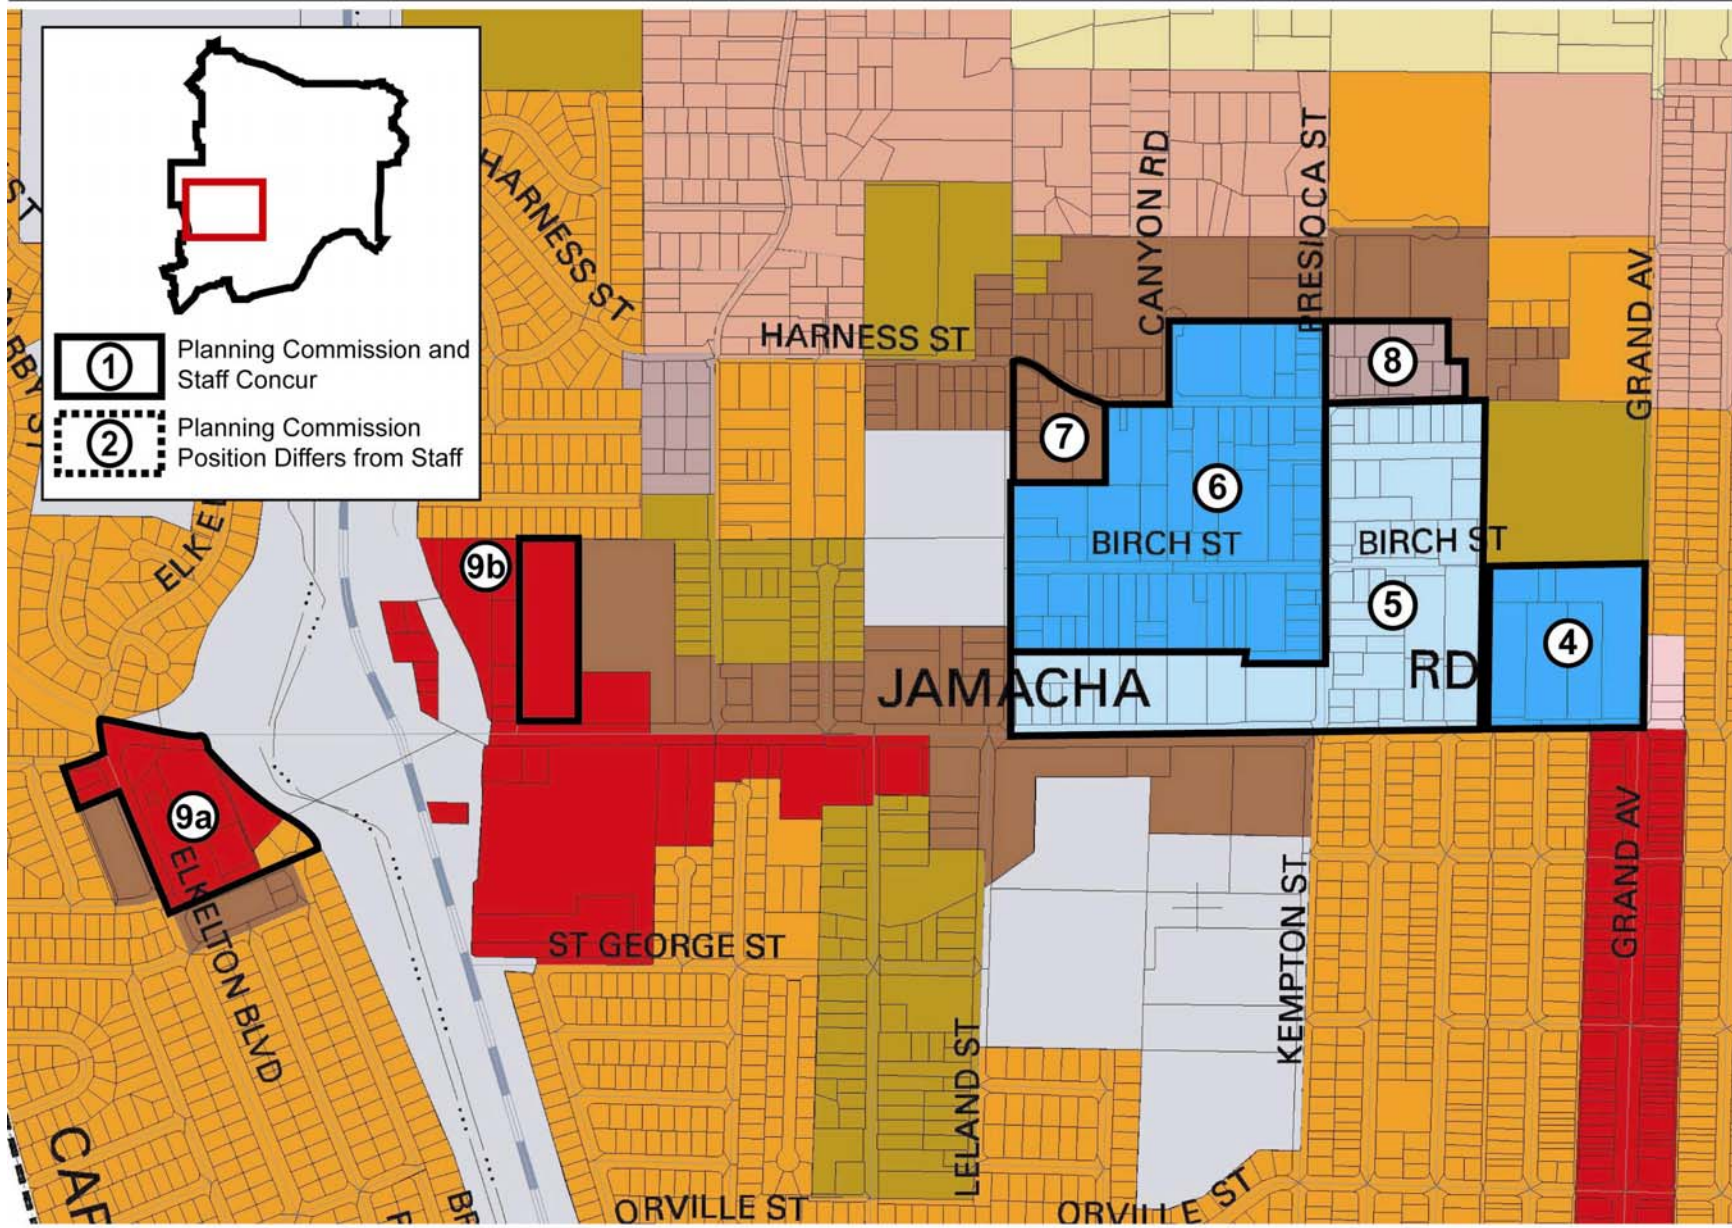 1
Planning Commission and
Staff Concur
2
Planning Commission
Position Differs from Staff
ST
HARNESS ST
CANYON RD
PRESIOCA ST
GRAND AV
HARNESS ST
8
7
6
BIRCH ST
BIRCH ST
9b
5
4
JAMACHA RD
9a
ELKELTON BLVD
ST GEORGE ST
GRAND AV
KEMPTON ST
LELAND ST
ORVILLE ST
ORVILLE ST